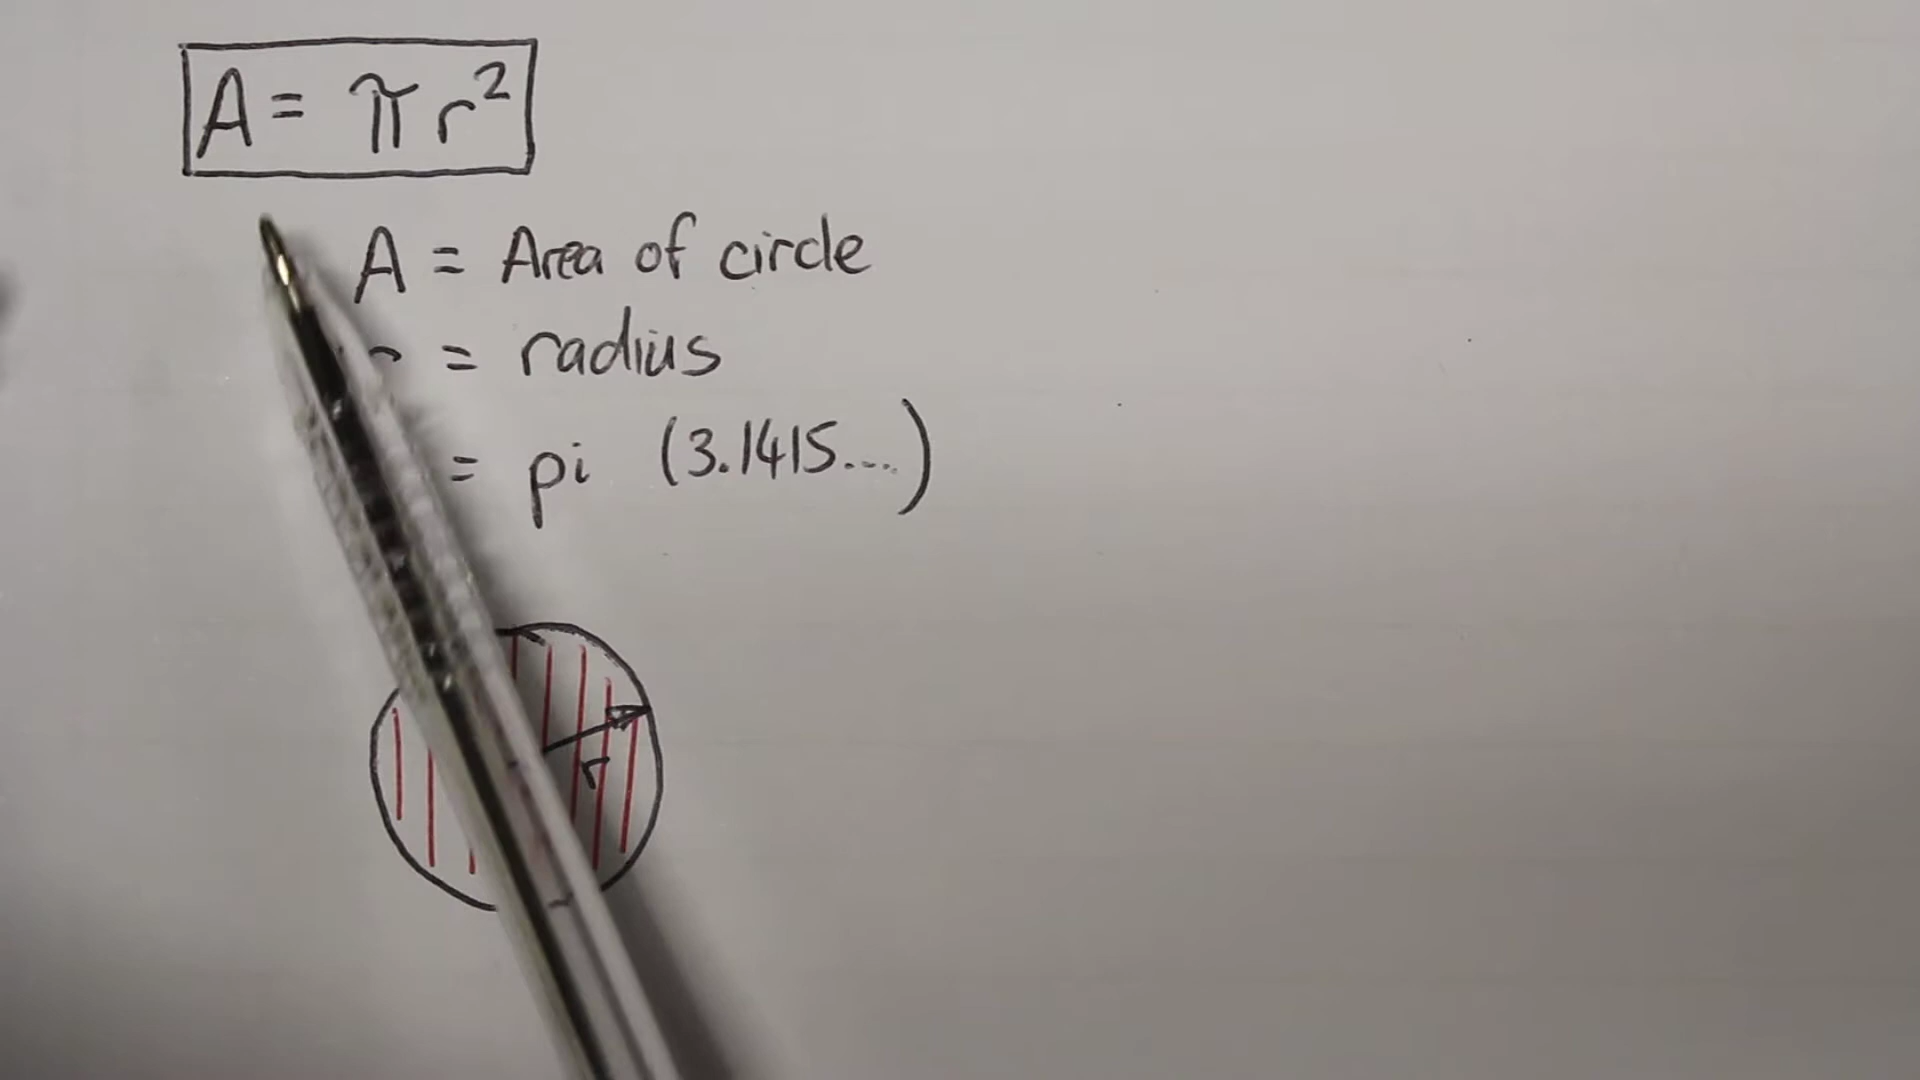 A = πr²
A = Area of circle
= radius
= pi (3.1415....)
r